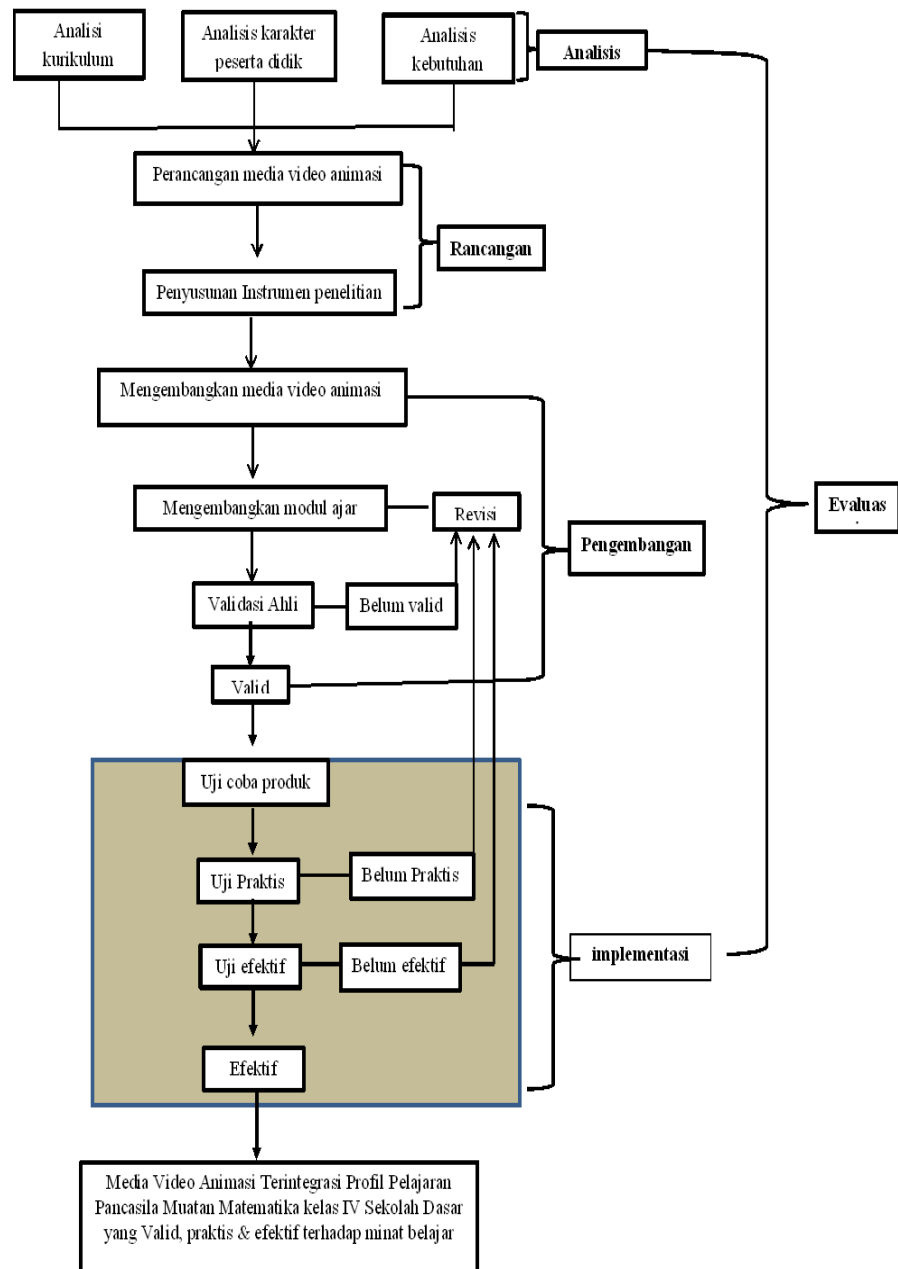 Analisi
kurikulum
Analisis karakter
peserta didik
Analisis
kebutuhan
Analisis
Perancangan media video animasi
Rancangan
Penyusunan Instrumen penelitian
Mengembangkan media video animasi
Mengembangkan modul ajar
Revisi
Evaluas
Pengembangan
Validasi Ahli
Belum valid
Valid
Uji coba produk
Uji Praktis
Belum Praktis
Uji efektif
Belum efektif
implementasi
Efektif
Media Video Animasi Terintegrasi Profil Pelajaran
Pancasila Muatan Matematika kelas IV Sekolah Dasar
yang Valid, praktis & efektif terhadap minat belajar